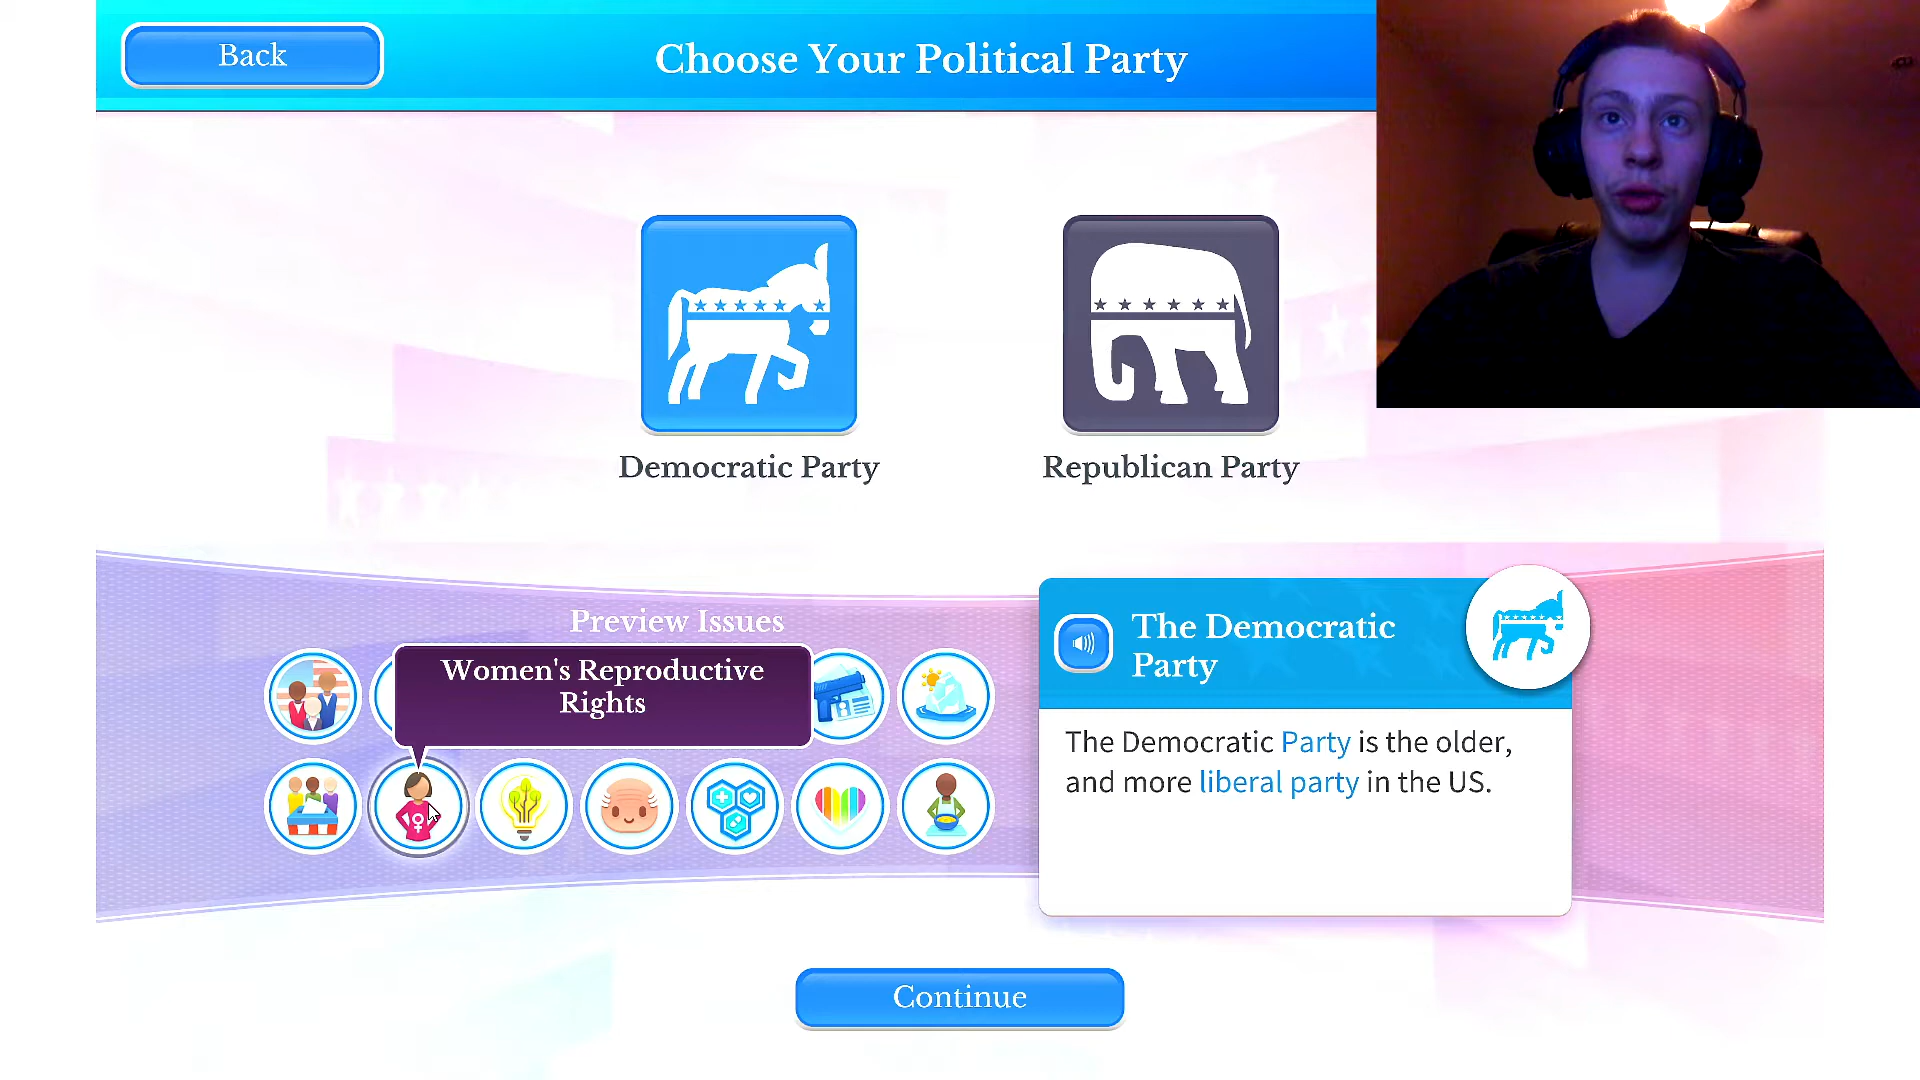 Back
Choose Your Political Party
Democratic Party
Republican Party
Preview Issues
Women's Reproductive
Rights
The Democratic
Party
The Democratic Party is the older,
and more liberal party in the US.
Continue